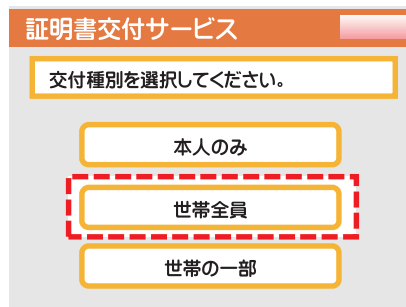 証明書交付サービス
交付種別を選択してください。
本人のみ
世帯全員
世帯の一部